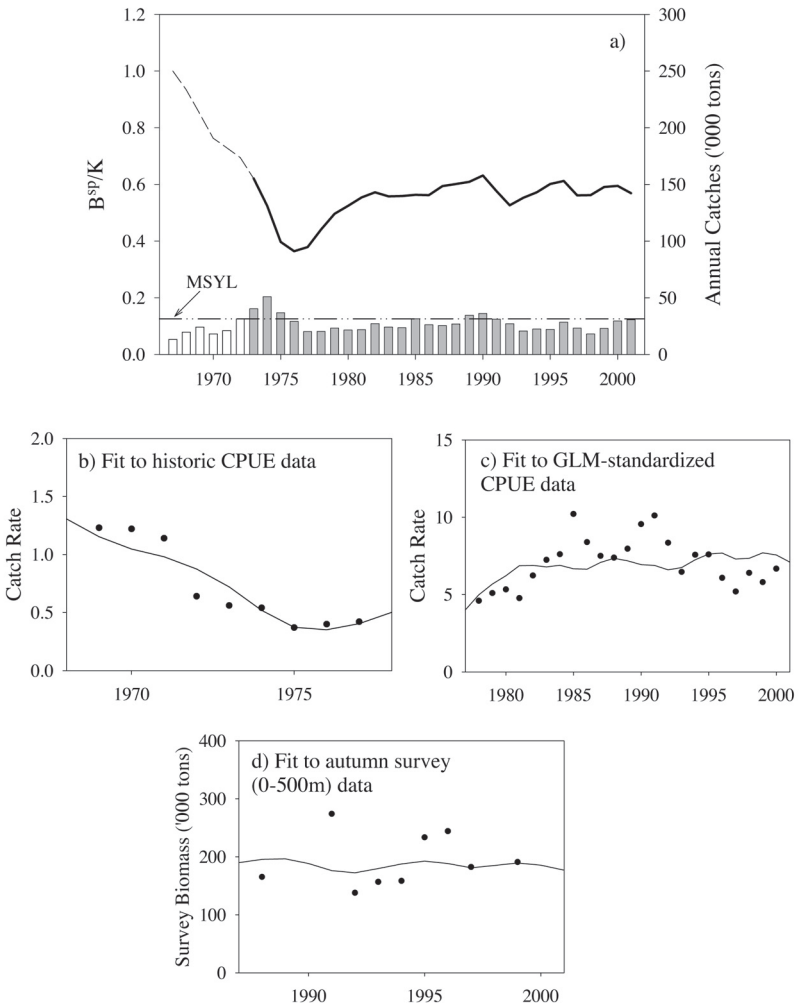 a)
1.2
1.0
0.8
0.6
0.4
0.2
0.0
B^sp/K
300
250
200
150
100
50
0
Annual Catches ('000 tons)
MSYL
1970 1975 1980 1985 1990 1995 2000
b) Fit to historic CPUE data
2.0
1.5
1.0
0.5
0.0
Catch Rate
1970 1975
c) Fit to GLM-standardized
CPUE data
15
10
5
0
Catch Rate
1980 1985 1990 1995 2000
d) Fit to autumn survey
(0-500m) data
400
300
200
100
0
Survey Biomass ('000 tons)
1990 1995 2000